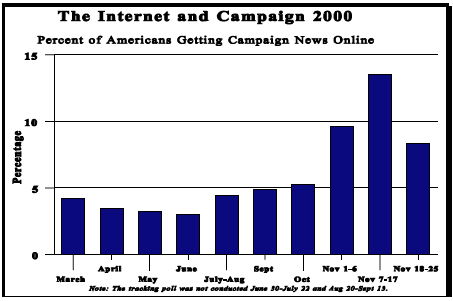 The Internet and Campaign 2000
Percent of Americans Getting Campaign News Online
15
10
5
0
Percentage
April June Sept Nov 1-6 Nov 18-25
March May July-Aug Oct Nov 7-17
Note: The tracking poll was not conducted June 30-July 22 and Aug 20-Sept 13.